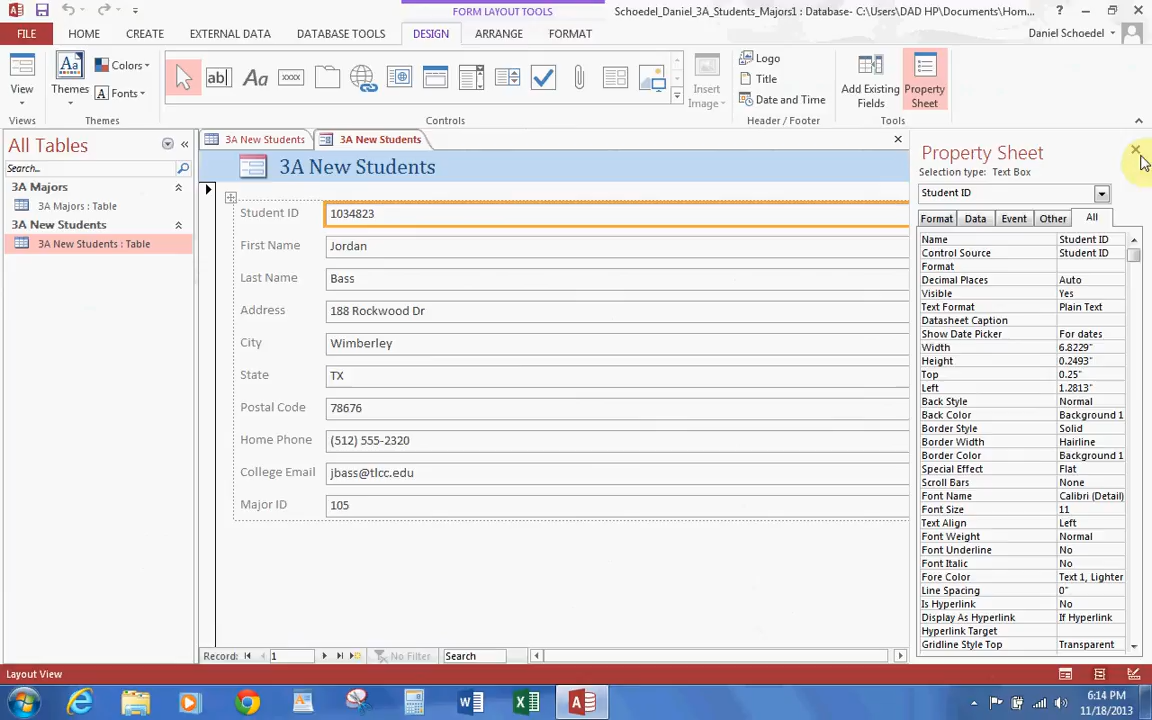 FORM LAYOUT TOOLS
Schoedel_Daniel_3A_Students_Majors1 : Database- C:\Users\DAD HP\Documents\Hom...
?
FILE HOME CREATE EXTERNAL DATA DATABASE TOOLS DESIGN ARRANGE FORMAT
Daniel Schoedel
View
Themes
Colors
Fonts
ab|
Aa
xxxx
Insert Image
Logo
Title
Date and Time
Add Existing Fields
Property Sheet
Views
Themes
Controls
Header / Footer
Tools
All Tables
Search...
3A Majors
3A Majors : Table
3A New Students
3A New Students : Table
3A New Students
3A New Students
3A New Students
Student ID 1034823
First Name Jordan
Last Name Bass
Address 188 Rockwood Dr
City Wimberley
State TX
Postal Code 78676
Home Phone (512) 555-2320
College Email jbass@tlcc.edu
Major ID 105
Record: 1 No Filter Search
Property Sheet
Selection type: Text Box
Student ID
Format Data Event Other All
Name Student ID
Control Source Student ID
Format
Decimal Places Auto
Visible Yes
Text Format Plain Text
Datasheet Caption
Show Date Picker For dates
Width 6.8229"
Height 0.2493"
Top 0.25"
Left 1.2813"
Back Style Normal
Back Color Background 1
Border Style Solid
Border Width Hairline
Border Color Background 1
Special Effect Flat
Scroll Bars None
Font Name Calibri (Detail)
Font Size 11
Text Align Left
Font Weight Normal
Font Underline No
Font Italic No
Fore Color Text 1, Lighter
Line Spacing 0"
Is Hyperlink No
Display As Hyperlink If Hyperlink
Hyperlink Target
Gridline Style Top Transparent
Layout View
6:14 PM
11/18/2013